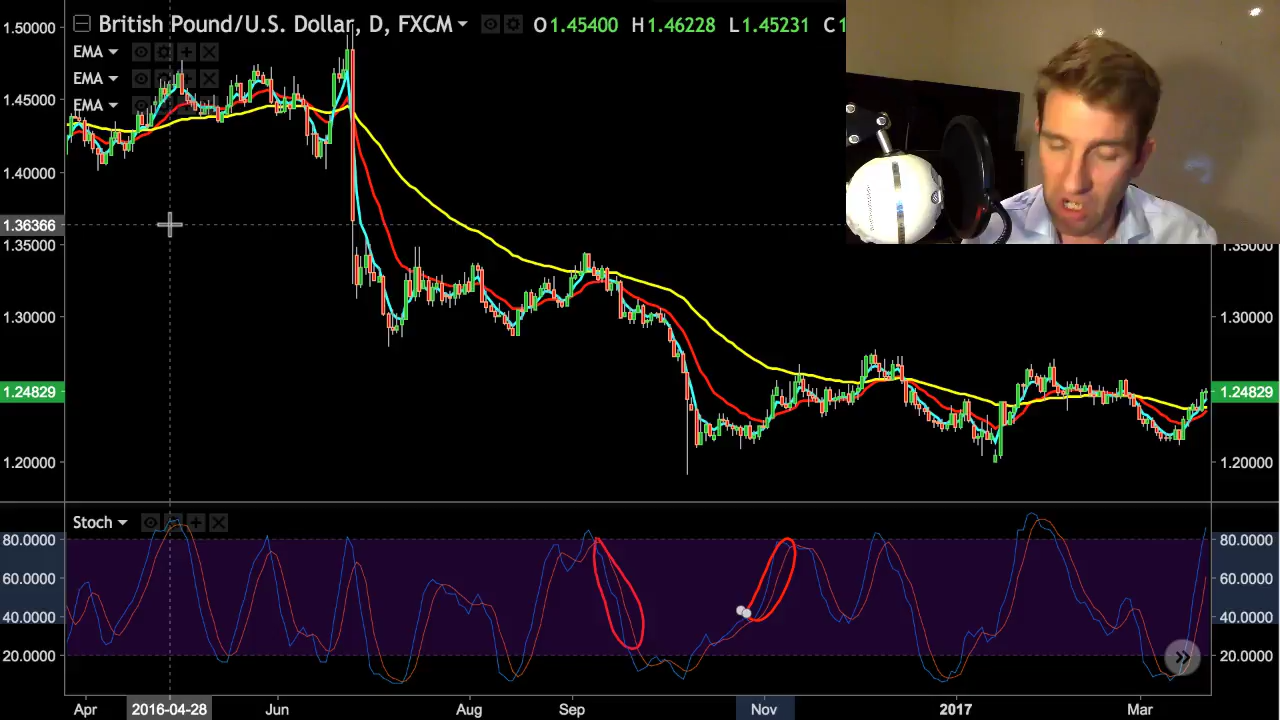 British Pound/U.S. Dollar, D, FXCM O1.45400 H1.46228 L1.45231 C1
EMA
EMA
EMA
1.50000
1.45000
1.40000
1.36366
1.35000 1.35000
1.30000 1.30000
1.24829 1.24829
1.20000 1.20000
Stoch
80.0000 80.0000
60.0000 60.0000
40.0000 40.0000
20.0000 20.0000
Apr 2016-04-28 Jun Aug Sep Nov 2017 Mar